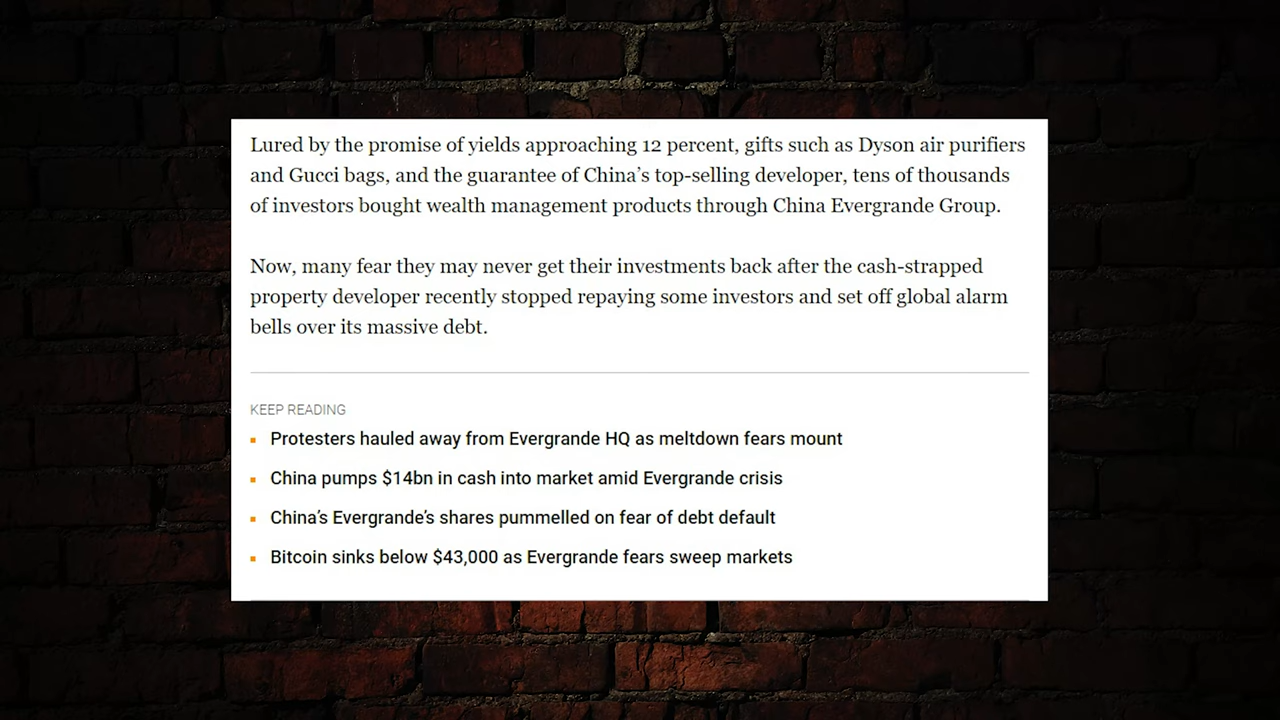 Lured by the promise of yields approaching 12 percent, gifts such as Dyson air purifiers
and Gucci bags, and the guarantee of China’s top-selling developer, tens of thousands
of investors bought wealth management products through China Evergrande Group.
Now, many fear they may never get their investments back after the cash-strapped
property developer recently stopped repaying some investors and set off global alarm
bells over its massive debt.
KEEP READING
Protesters hauled away from Evergrande HQ as meltdown fears mount
China pumps $14bn in cash into market amid Evergrande crisis
China’s Evergrande’s shares pummelled on fear of debt default
Bitcoin sinks below $43,000 as Evergrande fears sweep markets